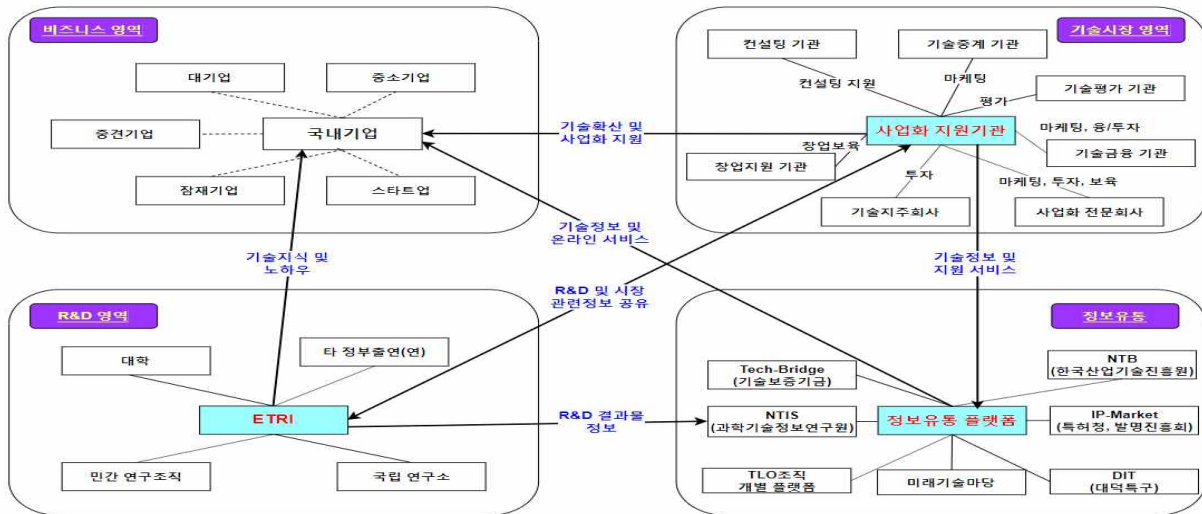 비즈니스 영역
대기업
중소기업
중견기업
국내기업
잠재기업
스타트업
기술확산 및
사업화 지원
기술시장 영역
컨설팅 기관
기술중계 기관
마케팅
컨설팅 지원
평가
기술평가 기관
사업화 지원기관
마케팅, 융/투자
창업보육
창업지원 기관
기술금융 기관
투자
마케팅, 투자, 보육
기술지주회사
사업화 전문회사
기술지식 및
노하우
기술정보 및
온라인 서비스
기술정보 및
지원 서비스
R&D 및 시장
관련정보 공유
R&D 영역
대학
타 정부출연(연)
ETRI
민간 연구조직
국립 연구소
R&D 결과물
정보
정보유통
Tech-Bridge
(기술보증기금)
NTB
(한국산업기술진흥원)
NTIS
(과학기술정보연구원)
정보유통 플랫폼
IP-Market
(특허청, 발명진흥회)
TLO조직
개별 플랫폼
미래기술마당
DIT
(대덕특구)